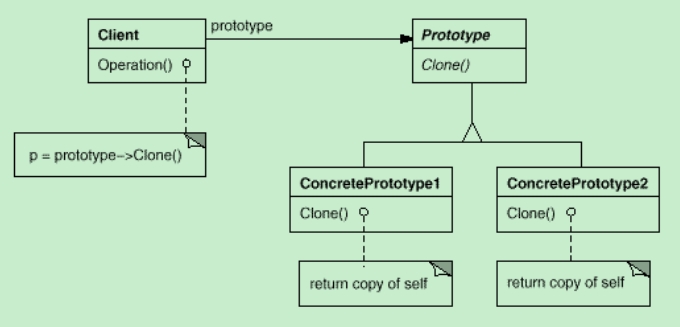 prototype
Client
Prototype
Operation()
Clone()
p = prototype->Clone()
ConcretePrototype1
ConcretePrototype2
Clone()
Clone()
return copy of self
return copy of self